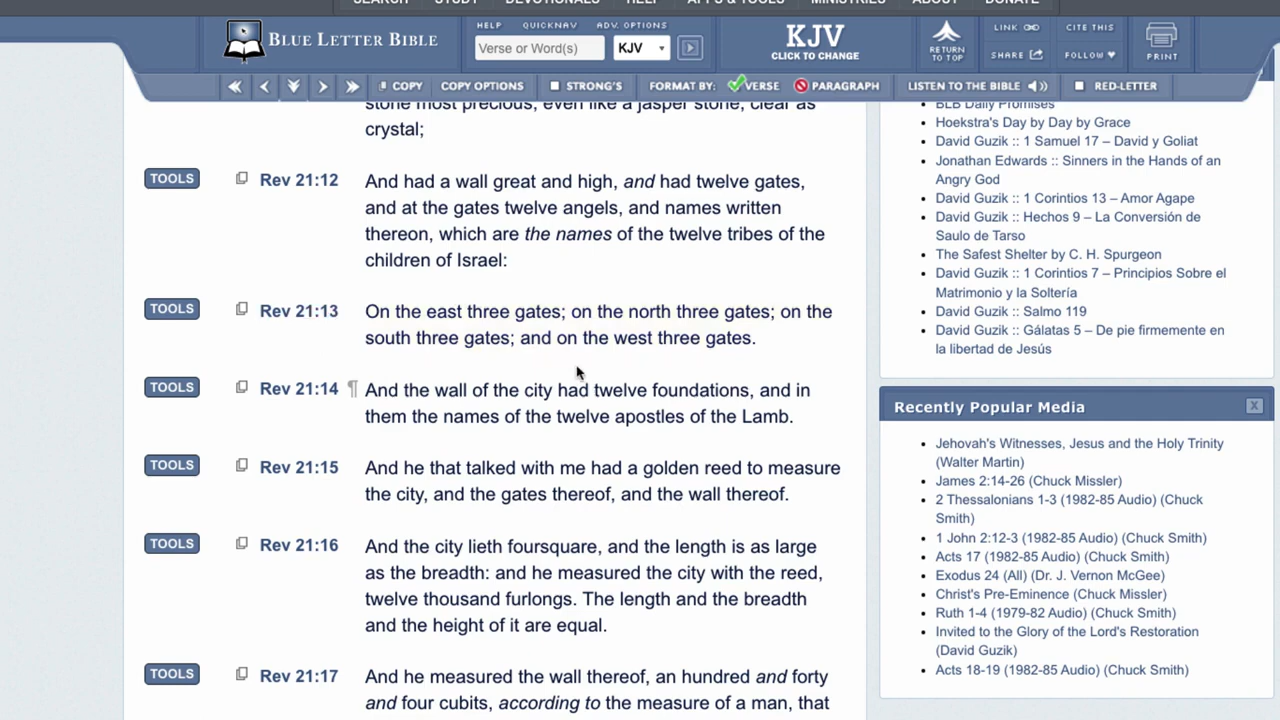 SEARCH STUDY DEVOTIONALS HELP APPS & TOOLS MINISTRIES ABOUT DONATE
BLUE LETTER BIBLE
HELP QUICKNAV ADV. OPTIONS
Verse or Word(s)
KJV
KJV
CLICK TO CHANGE
RETURN
TO TOP
LINK
SHARE
CITE THIS
FOLLOW
PRINT
COPY
COPY OPTIONS
STRONG'S
FORMAT BY:
VERSE
PARAGRAPH
LISTEN TO THE BIBLE
RED-LETTER
stone most precious, even like a jasper stone, clear as
crystal;
TOOLS
Rev 21:12
And had a wall great and high, and had twelve gates,
and at the gates twelve angels, and names written
thereon, which are the names of the twelve tribes of the
children of Israel:
TOOLS
Rev 21:13
On the east three gates; on the north three gates; on the
south three gates; and on the west three gates.
TOOLS
Rev 21:14
¶ And the wall of the city had twelve foundations, and in
them the names of the twelve apostles of the Lamb.
TOOLS
Rev 21:15
And he that talked with me had a golden reed to measure
the city, and the gates thereof, and the wall thereof.
TOOLS
Rev 21:16
And the city lieth foursquare, and the length is as large
as the breadth: and he measured the city with the reed,
twelve thousand furlongs. The length and the breadth
and the height of it are equal.
TOOLS
Rev 21:17
And he measured the wall thereof, an hundred and forty
and four cubits, according to the measure of a man, that
BLB Daily Promises
Hoekstra's Day by Day by Grace
David Guzik :: 1 Samuel 17 – David y Goliat
Jonathan Edwards :: Sinners in the Hands of an
Angry God
David Guzik :: 1 Corintios 13 – Amor Agape
David Guzik :: Hechos 9 – La Conversión de
Saulo de Tarso
The Safest Shelter by C. H. Spurgeon
David Guzik :: 1 Corintios 7 – Principios Sobre el
Matrimonio y la Soltería
David Guzik :: Salmo 119
David Guzik :: Gálatas 5 – De pie firmemente en
la libertad de Jesús
Recently Popular Media
X
Jehovah's Witnesses, Jesus and the Holy Trinity
(Walter Martin)
James 2:14-26 (Chuck Missler)
2 Thessalonians 1-3 (1982-85 Audio) (Chuck
Smith)
1 John 2:12-3 (1982-85 Audio) (Chuck Smith)
Acts 17 (1982-85 Audio) (Chuck Smith)
Exodus 24 (All) (Dr. J. Vernon McGee)
Christ's Pre-Eminence (Chuck Missler)
Ruth 1-4 (1979-82 Audio) (Chuck Smith)
Invited to the Glory of the Lord's Restoration
(David Guzik)
Acts 18-19 (1982-85 Audio) (Chuck Smith)